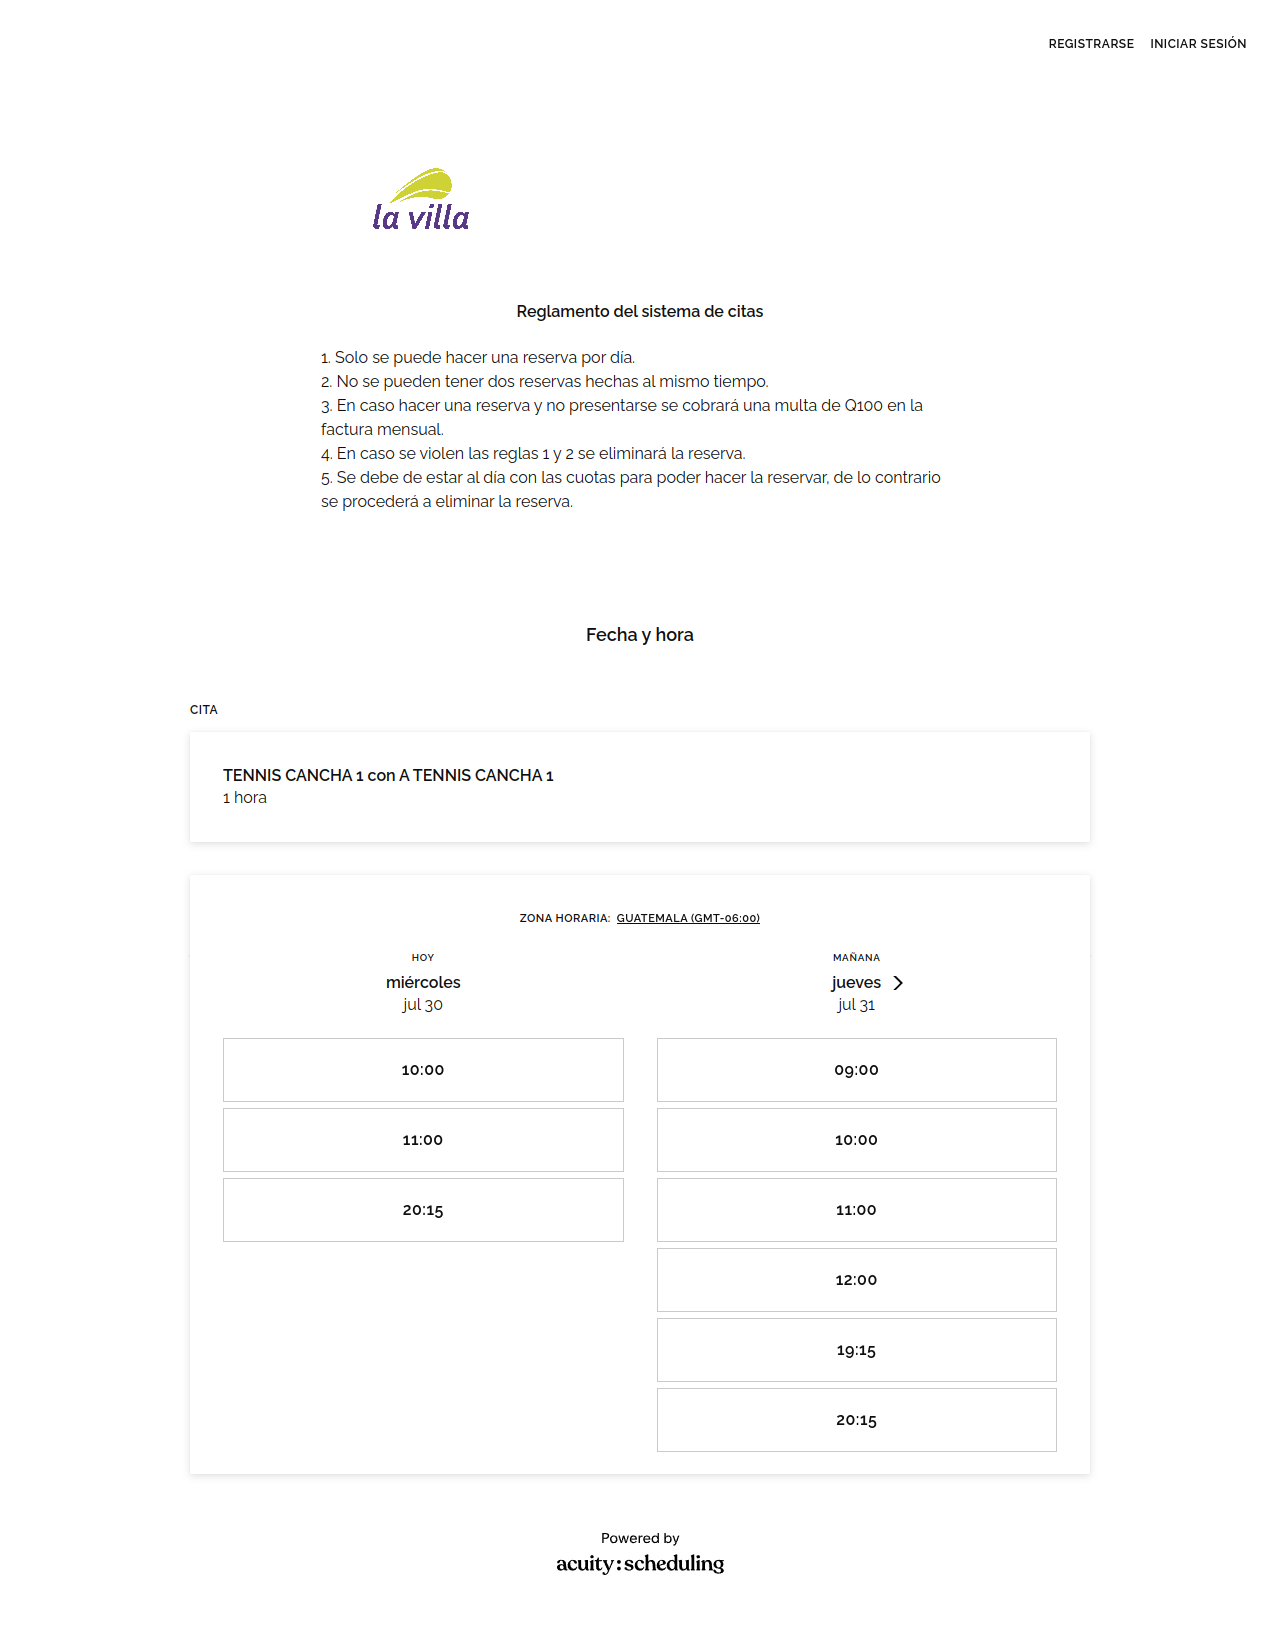 REGISTRARSE INICIAR SESIÓN
la villa
Reglamento del sistema de citas
1. Solo se puede hacer una reserva por día.
2. No se pueden tener dos reservas hechas al mismo tiempo.
3. En caso hacer una reserva y no presentarse se cobrará una multa de Q100 en la
factura mensual.
4. En caso se violen las reglas 1 y 2 se eliminará la reserva.
5. Se debe de estar al día con las cuotas para poder hacer la reservar, de lo contrario
se procederá a eliminar la reserva.
Fecha y hora
CITA
TENNIS CANCHA 1 con A TENNIS CANCHA 1
1 hora
ZONA HORARIA: GUATEMALA (GMT-06:00)
HOY
miércoles
jul 30
10:00
11:00
20:15
MAÑANA
jueves
jul 31
09:00
10:00
11:00
12:00
19:15
20:15
Powered by
acuity:scheduling